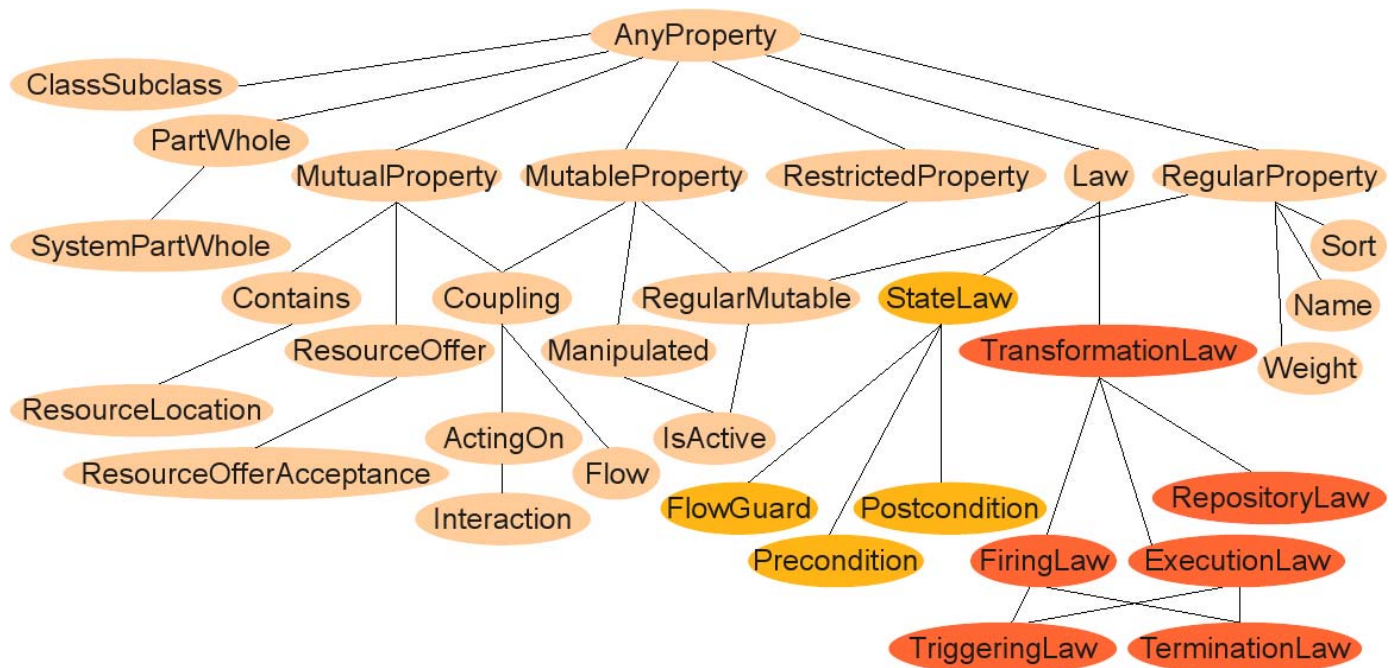 AnyProperty
ClassSubclass
PartWhole
MutualProperty
MutableProperty
RestrictedProperty
Law
RegularProperty
SystemPartWhole
Sort
Contains
Coupling
RegularMutable
StateLaw
Name
ResourceOffer
Manipulated
TransformationLaw
Weight
ResourceLocation
ActingOn
IsActive
ResourceOfferAcceptance
Flow
RepositoryLaw
FlowGuard
Postcondition
Interaction
Precondition
FiringLaw
ExecutionLaw
TriggeringLaw
TerminationLaw